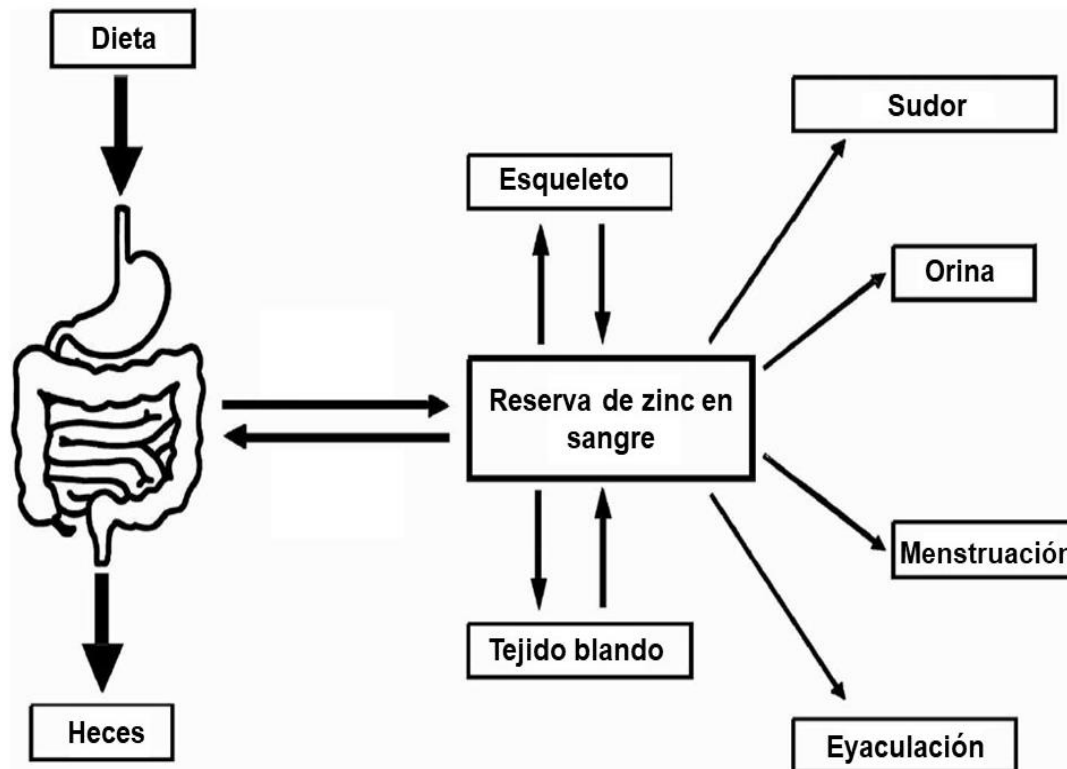 Dieta
Sudor
Esqueleto
Orina
Reserva de zinc en
sangre
Menstruación
Tejido blando
Heces
Eyaculación